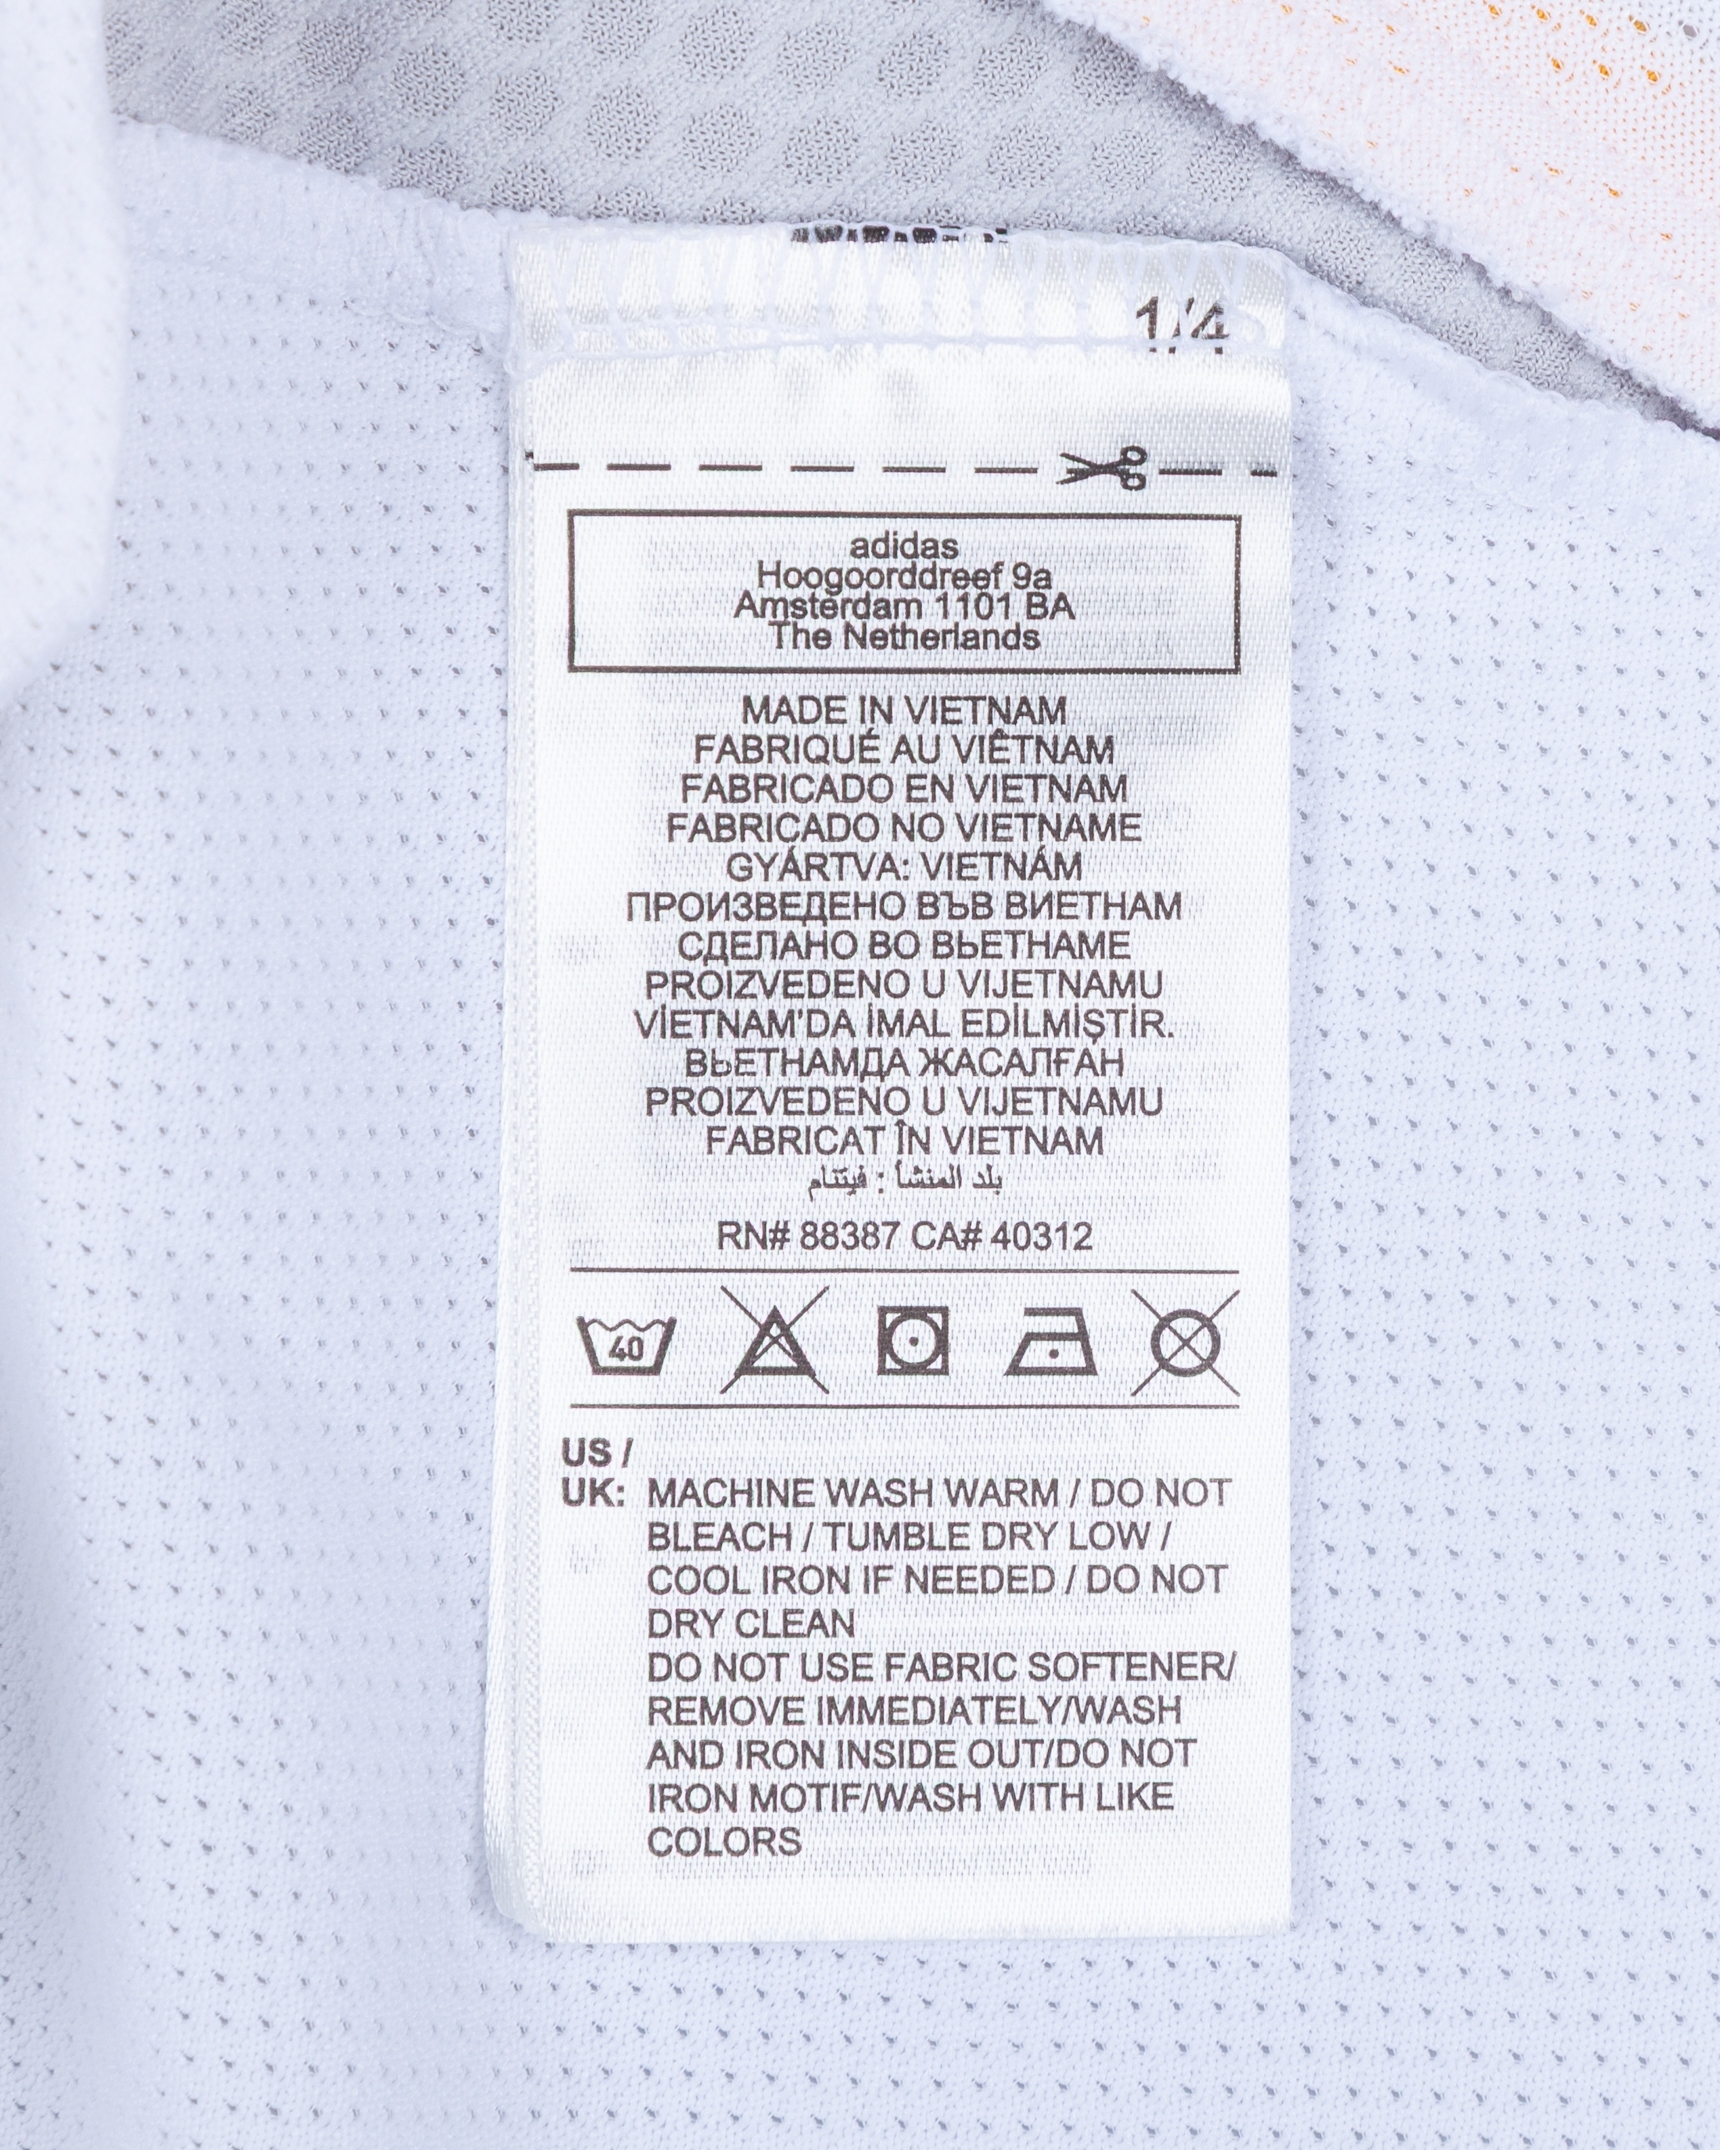 1/4
adidas
Hoogoorddreef 9a
Amsterdam 1101 BA
The Netherlands
MADE IN VIETNAM
FABRIQUÉ AU VIÊTNAM
FABRICADO EN VIETNAM
FABRICADO NO VIETNAME
GYÁRTVA: VIETNÁM
ПРОИЗВЕДЕНО ВЪВ ВИЕТНАМ
СДЕЛАНО ВО ВЬЕТНАМЕ
PROIZVEDENO U VIJETNAMU
VİETNAM'DA İMAL EDİLMİŞTİR.
ВЬЕТНАМДА ЖАСАЛҒАН
PROIZVEDENO U VIJETNAMU
FABRICAT ÎN VIETNAM
بلد المنشأ : فيتنام
RN# 88387 CA# 40312
40
US /
UK: MACHINE WASH WARM / DO NOT
BLEACH / TUMBLE DRY LOW /
COOL IRON IF NEEDED / DO NOT
DRY CLEAN
DO NOT USE FABRIC SOFTENER/
REMOVE IMMEDIATELY/WASH
AND IRON INSIDE OUT/DO NOT
IRON MOTIF/WASH WITH LIKE
COLORS